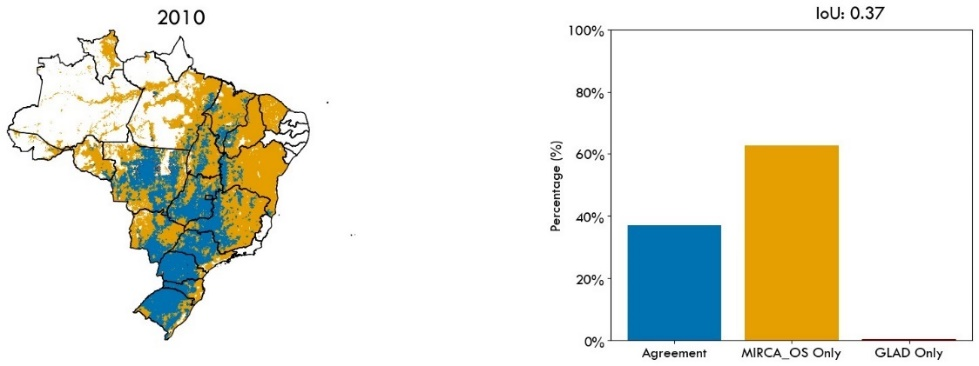 2010
IoU: 0.37
Percentage (%)
100%
80%
60%
40%
20%
0%
Agreement
MIRCA_OS Only
GLAD Only